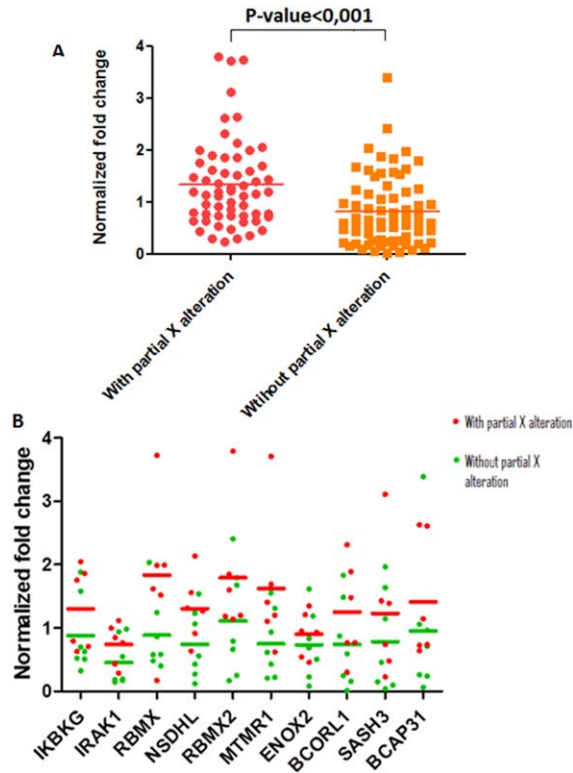 P-value<0,001
A
4
3
2
1
0
Normalized fold change
With partial X alteration
Wtihout partial X alteration
B
With partial X alteration
Without partial X
alteration
4
3
2
1
0
Normalized fold change
IKBKG
IRAK1
RBMX
NSDHL
RBMX2
MTMR1
ENOX2
BCORL1
SASH3
BCAP31